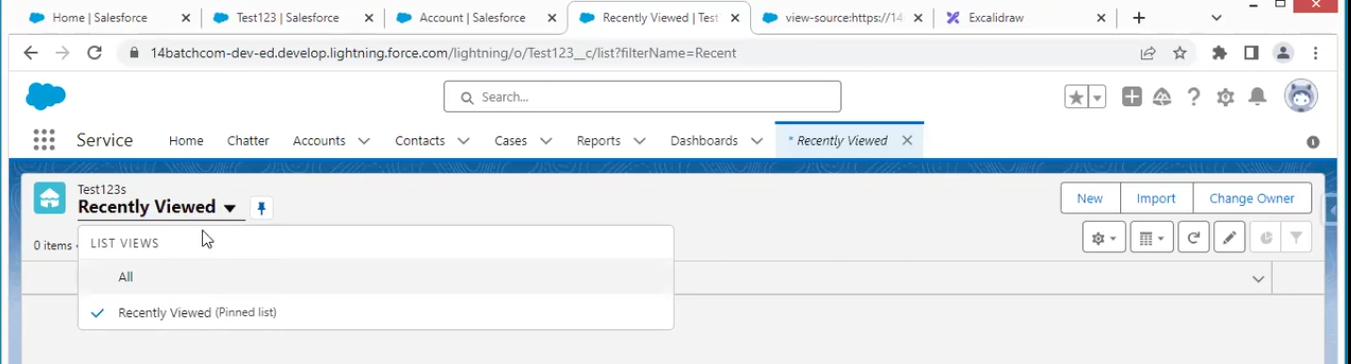 Home | Salesforce
Test123 | Salesforce
Account | Salesforce
Recently Viewed | Test
view-source:https://14
Excalidraw
14batchcom-dev-ed.develop.lightning.force.com/lightning/o/Test123__c/list?filterName=Recent
Search...
Service
Home
Chatter
Accounts
Contacts
Cases
Reports
Dashboards
* Recently Viewed
Test123s
Recently Viewed
New
Import
Change Owner
0 items •
LIST VIEWS
All
Recently Viewed (Pinned list)